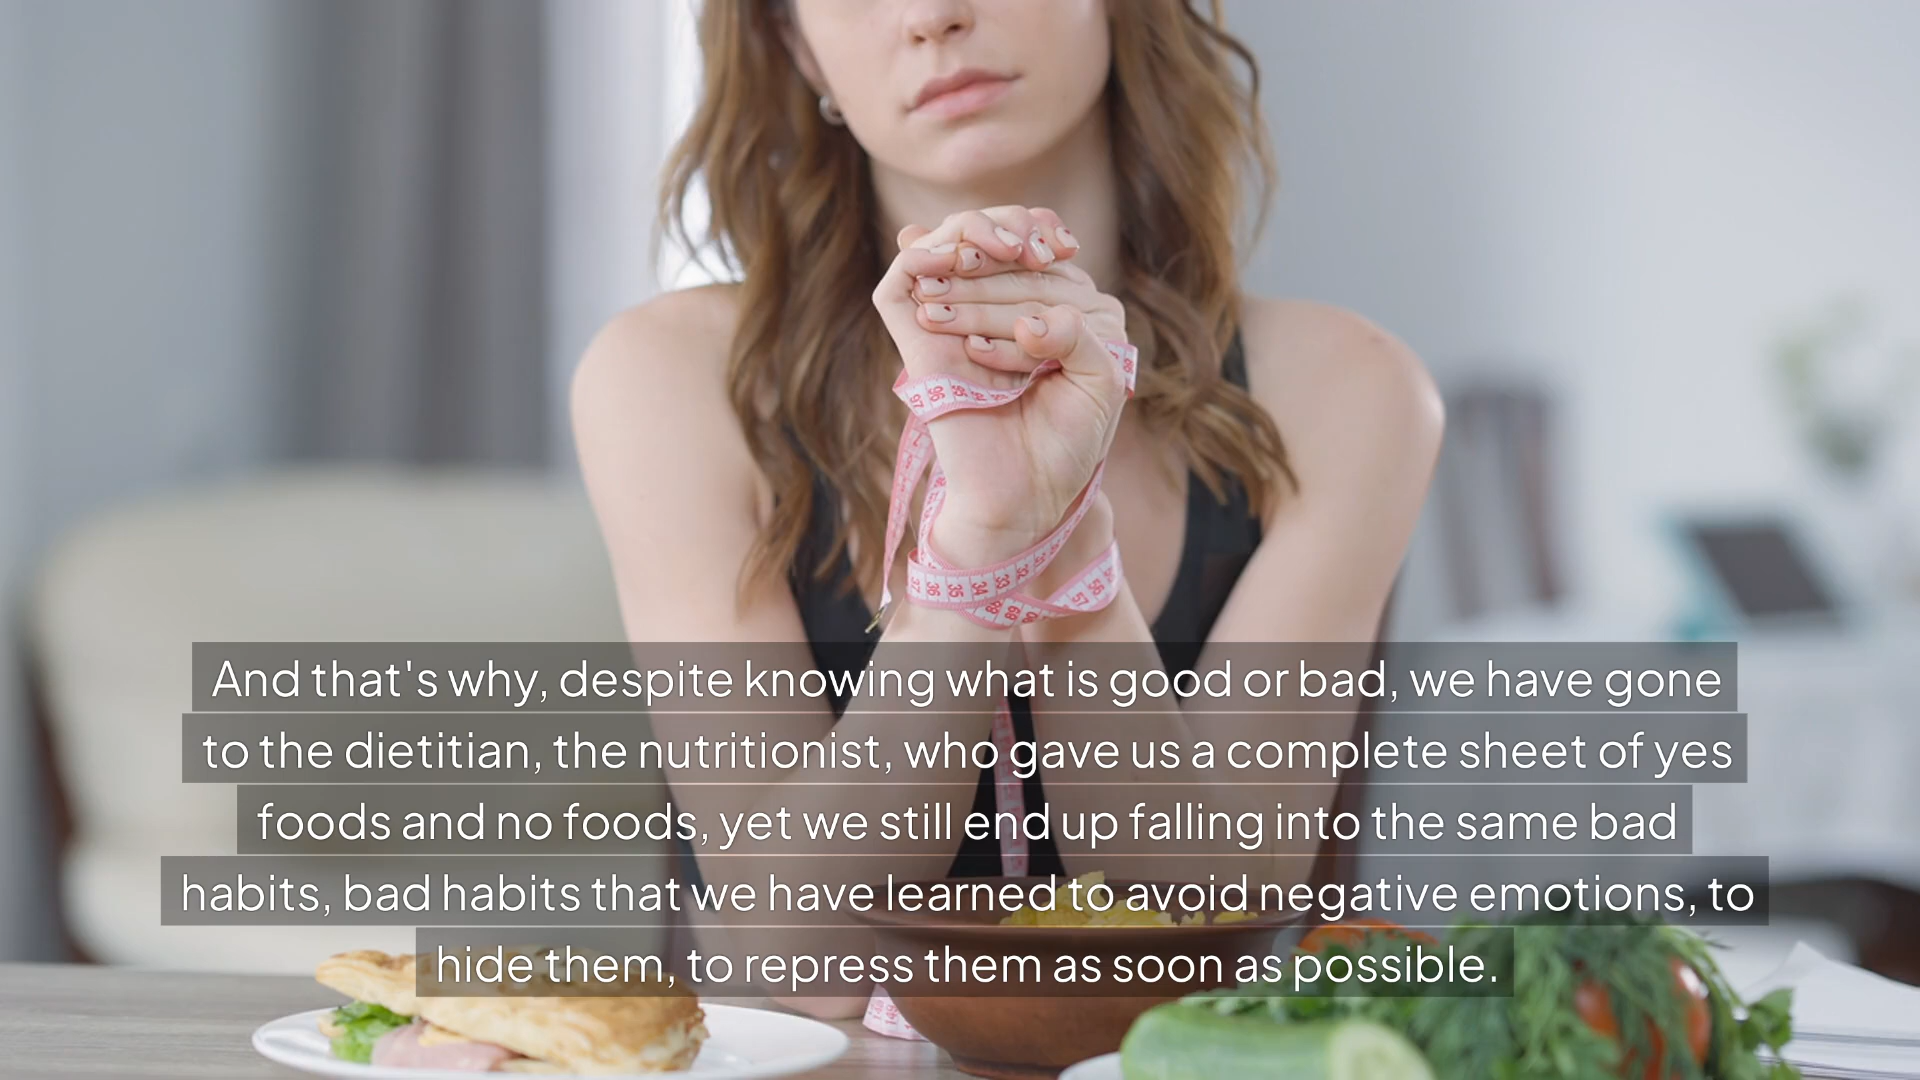 And that's why, despite knowing what is good or bad, we have gone
to the dietitian, the nutritionist, who gave us a complete sheet of yes
foods and no foods, yet we still end up falling into the same bad
habits, bad habits that we have learned to avoid negative emotions, to
hide them, to repress them as soon as possible.